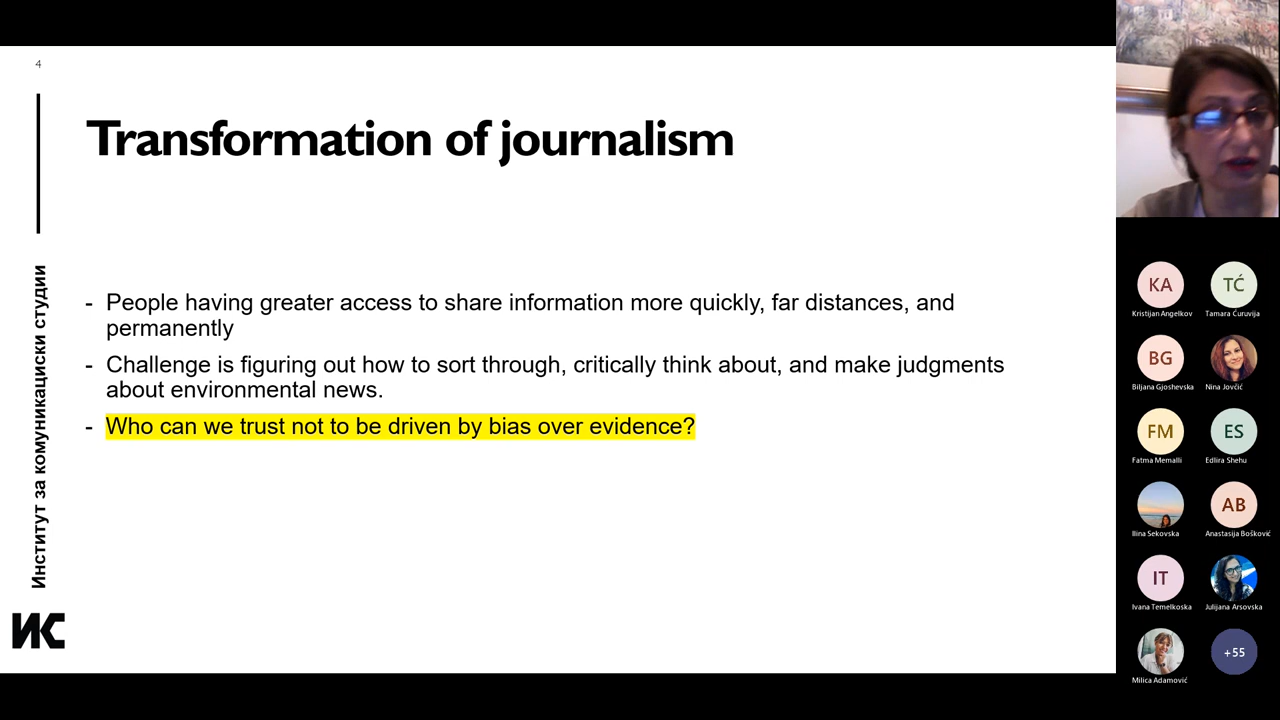 4
Transformation of journalism
- People having greater access to share information more quickly, far distances, and
permanently
- Challenge is figuring out how to sort through, critically think about, and make judgments
about environmental news.
- Who can we trust not to be driven by bias over evidence?
Институт за комуникациски студии
ИС
KA
Kristijan Angelkov
TĆ
Tamara Ćuruvija
BG
Biljana Gjoshevska
Nina Jovčić
FM
Fatma Memalli
ES
Edlira Shehu
Ilina Sekovska
AB
Anastasija Bošković
IT
Ivana Temelkoska
Julijana Arsovska
Milica Adamović
+55